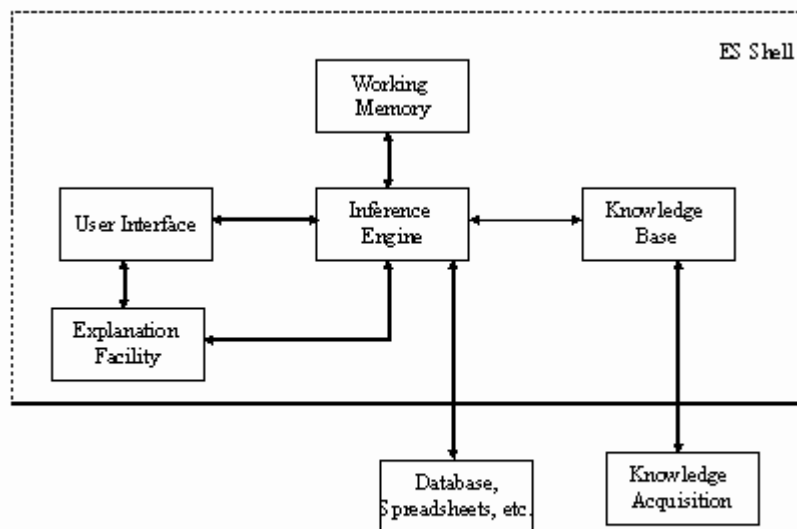 ES Shell
Working
Memory
User Interface
Inference
Engine
Knowledge
Base
Explanation
Facility
Database,
Spreadsheets, etc.
Knowledge
Acquisition